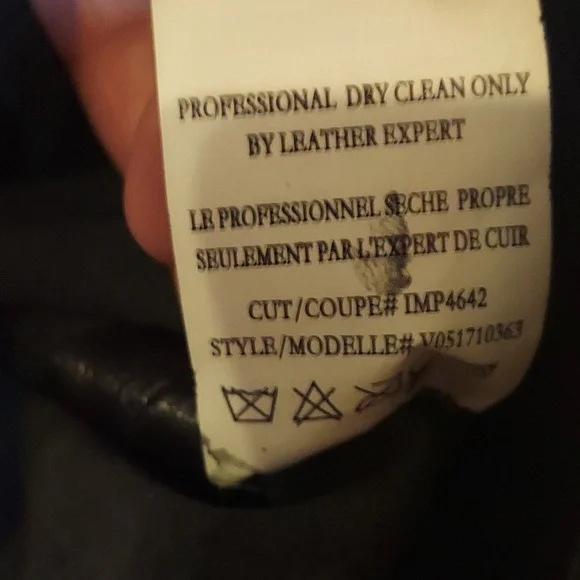 PROFESSIONAL DRY CLEAN ONLY
BY LEATHER EXPERT
LE PROFESSIONNEL SECHE PROPRE
SEULEMENT PAR L'EXPERT DE CUIR
CUT/COUPE# IMP4642
STYLE/MODELLE# V051710363